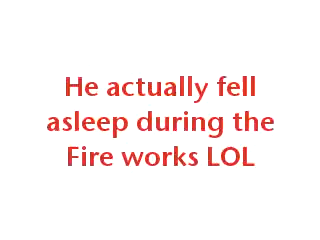 He actually fell
asleep during the
Fire works LOL